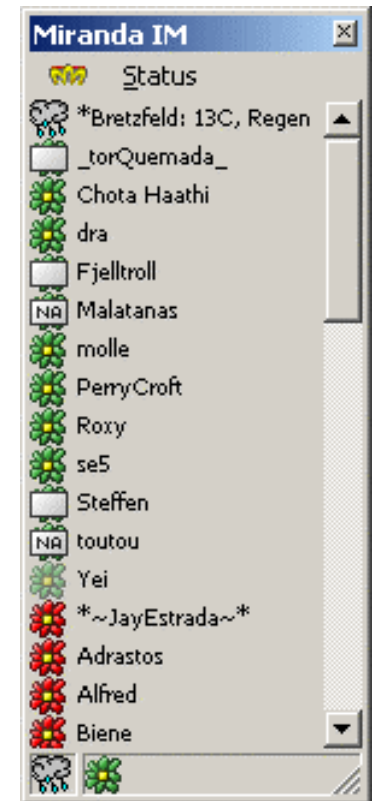 Miranda IM
Status
*Bretzfeld: 13C, Regen
_torQuemada_
Chota Haathi
dra
Fjelltroll
NA Malatanas
molle
PerryCroft
Roxy
se5
Steffen
NA toutou
Yei
*~JayEstrada~*
Adrastos
Alfred
Biene